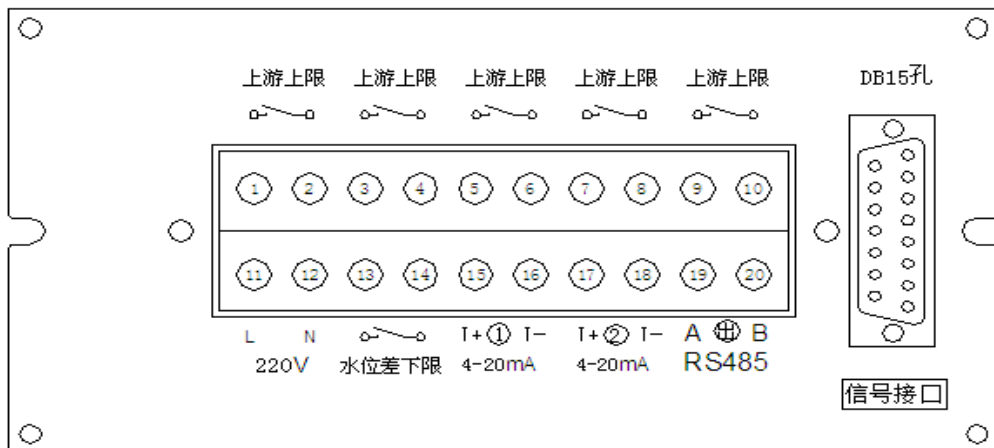 上游上限 上游上限 上游上限 上游上限 上游上限 DB15孔
1 2 3 4 5 6 7 8 9 10
11 12 13 14 15 16 17 18 19 20
L N I+ ① I- I+ ② I- A 出 B
220V 水位差下限 4-20mA 4-20mA RS485
信号接口